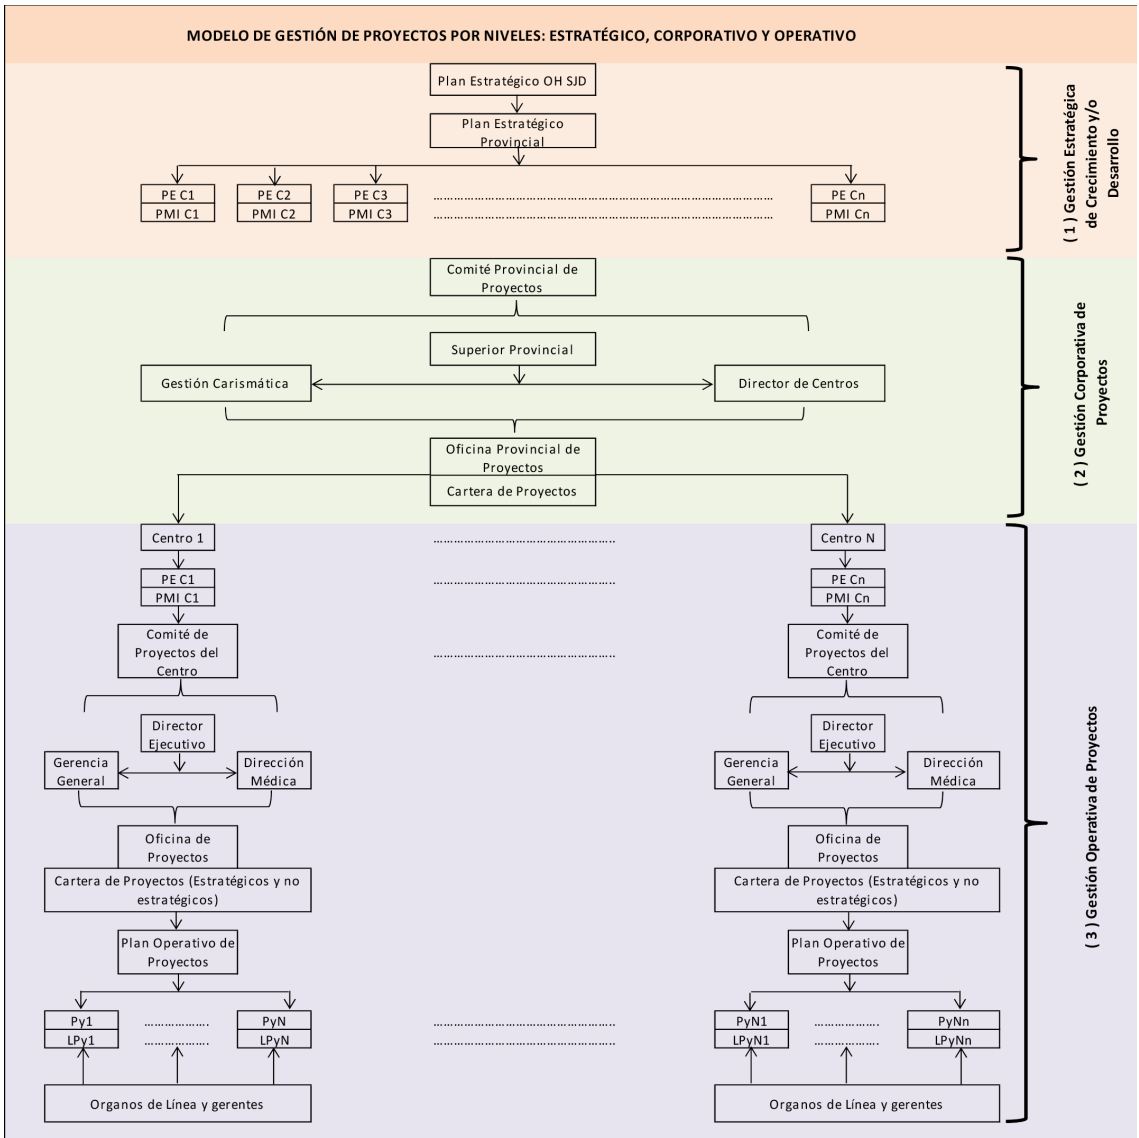 MODELO DE GESTIÓN DE PROYECTOS POR NIVELES: ESTRATÉGICO, CORPORATIVO Y OPERATIVO
Plan Estratégico OH SJD
Plan Estratégico
Provincial
PE C1
PMI C1
PE C2
PMI C2
PE C3
PMI C3
................................................................................
................................................................................
PE Cn
PMI Cn
( 1 ) Gestión Estratégica
de Crecimiento y/o
Desarrollo
Comité Provincial de
Proyectos
Superior Provincial
Gestión Carismática
Director de Centros
Oficina Provincial de
Proyectos
Cartera de Proyectos
( 2 ) Gestión Corporativa de
Proyectos
Centro 1
...........................................
Centro N
PE C1
PMI C1
...........................................
PE Cn
PMI Cn
Comité de
Proyectos del
Centro
...........................................
Comité de
Proyectos del
Centro
Director
Ejecutivo
Gerencia
General
Dirección
Médica
Director
Ejecutivo
Gerencia
General
Dirección
Médica
Oficina de
Proyectos
Cartera de Proyectos (Estratégicos y no
estratégicos)
Oficina de
Proyectos
Cartera de Proyectos (Estratégicos y no
estratégicos)
Plan Operativo de
Proyectos
Plan Operativo de
Proyectos
Py1
LPy1
...................
...................
PyN
LPyN
...........................................
...........................................
PyN1
LPyN1
...................
...................
PyNn
LPyNn
Organos de Línea y gerentes
Organos de Línea y gerentes
( 3 ) Gestión Operativa de Proyectos